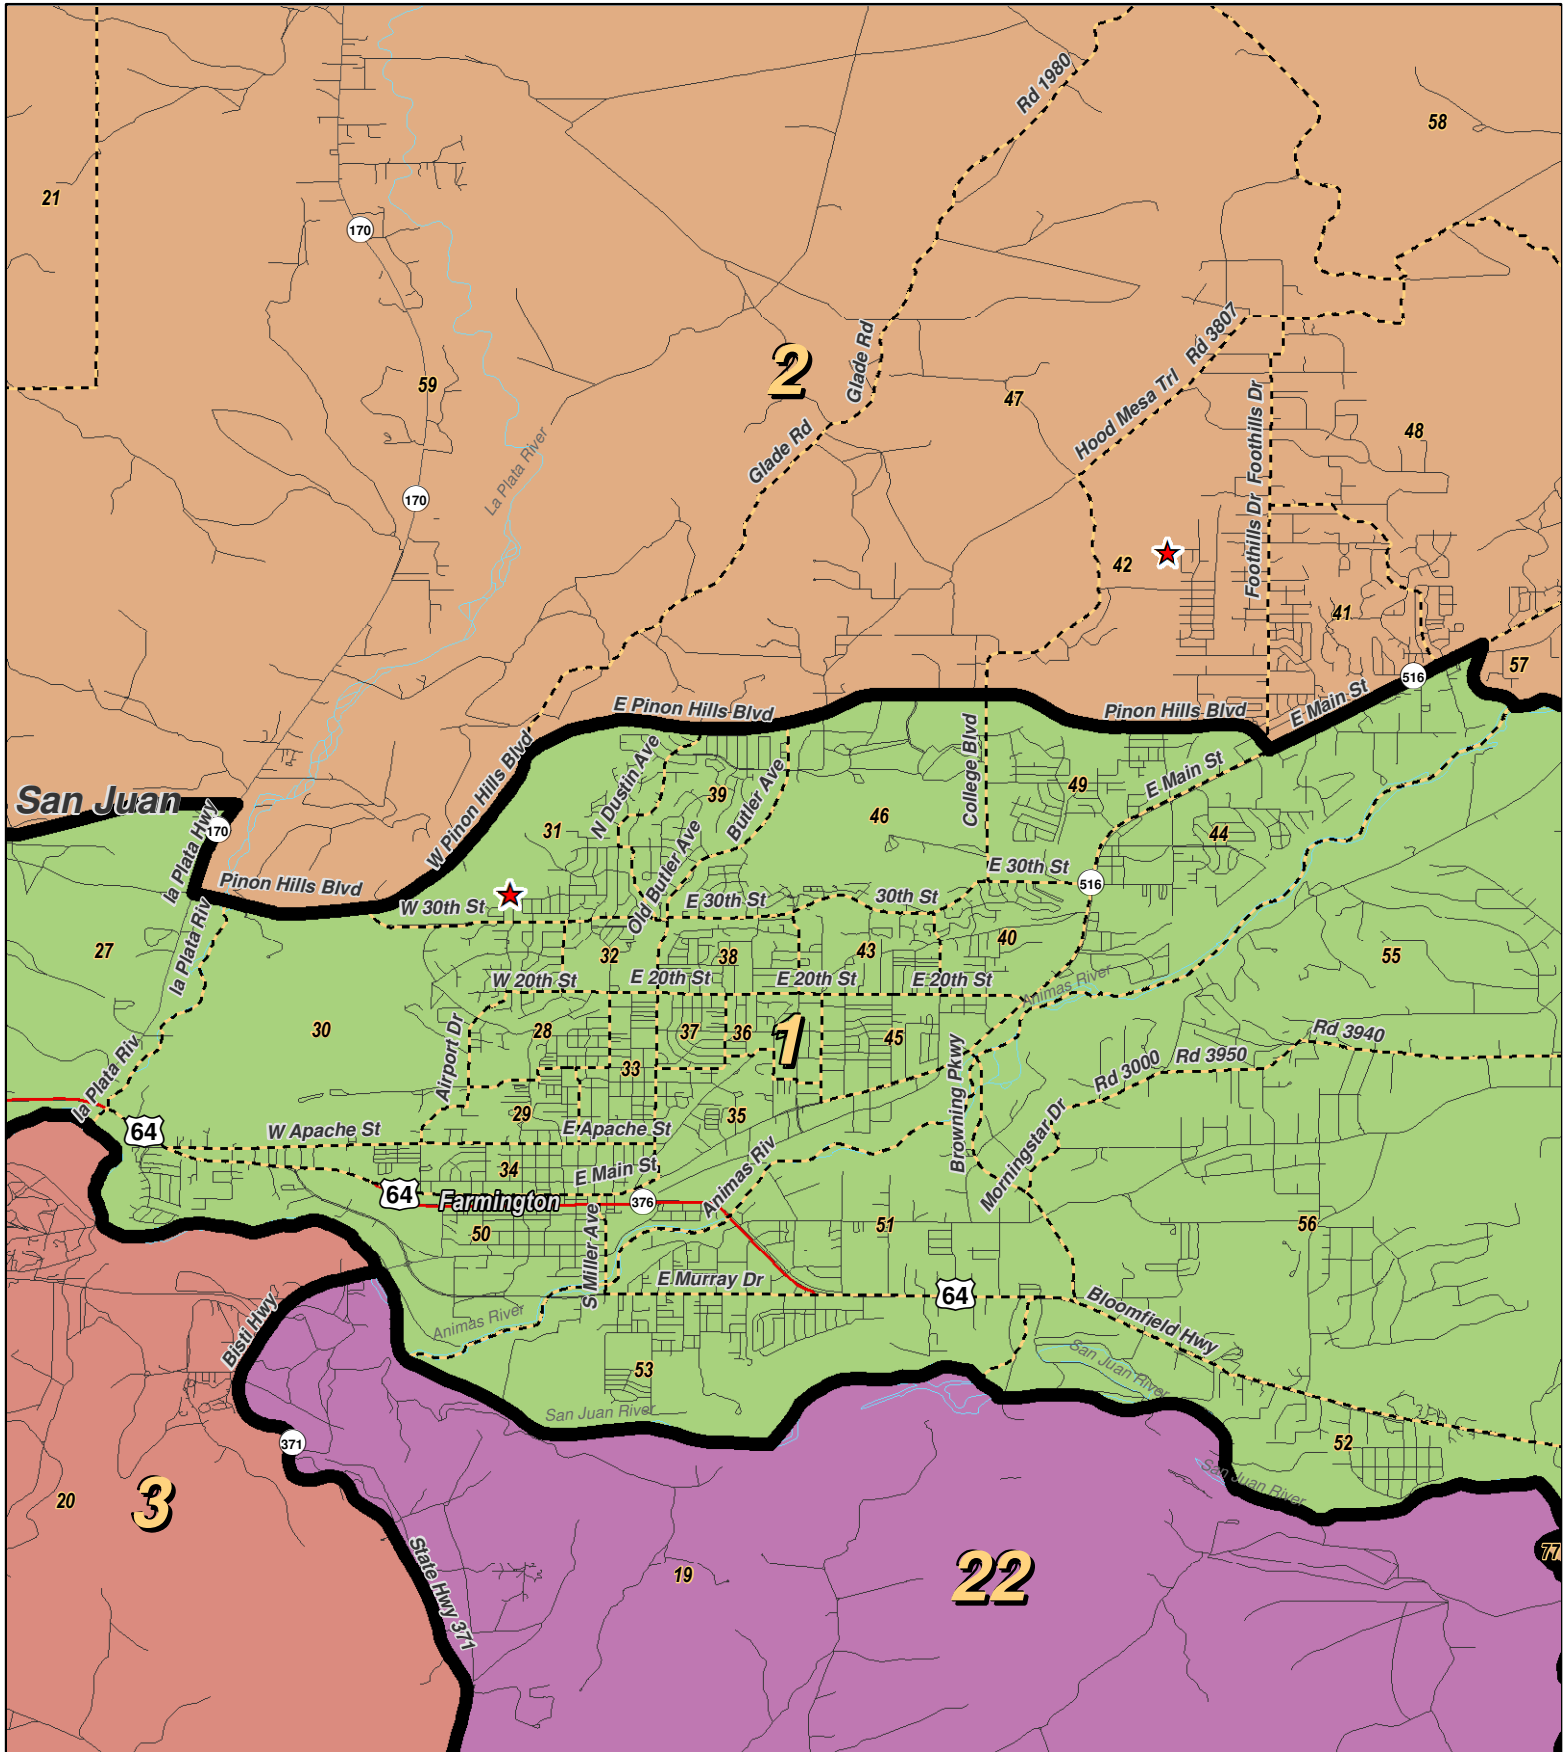 Rd 1980
58
21
170
Rd 3807
2
Glade Rd
59
47
Hood Mesa Trl
Foothills Dr
48
Glade Rd
La Plata River
170
Foothills Dr
42
41
57
516
E Pinon Hills Blvd
Pinon Hills Blvd
E Main St
W Pinon Hills Blvd
N Dustin Ave
College Blvd
E Main St
49
39
Butler Ave
San Juan
46
170
la Plata Hwy
31
44
Old Butler Ave
E 30th St
Pinon Hills Blvd
516
W 30th St
E 30th St
30th St
27
la Plata Riv
32
38
43
40
55
W 20th St
E 20th St
E 20th St
E 20th St
Animas River
30
28
37
36
1
45
Rd 3940
Airport Dr
33
Browning Pkwy
Rd 3000
Rd 3950
la Plata Riv
29
35
Morningstar Dr
64
W Apache St
E Apache St
34
E Main St
Animas Riv
64
Farmington
376
50
S Miller Ave
51
56
E Murray Dr
64
Bisti Hwy
Animas River
Bloomfield Hwy
53
San Juan River
San Juan River
371
52
San Juan River
20
3
State Hwy 371
19
22
77